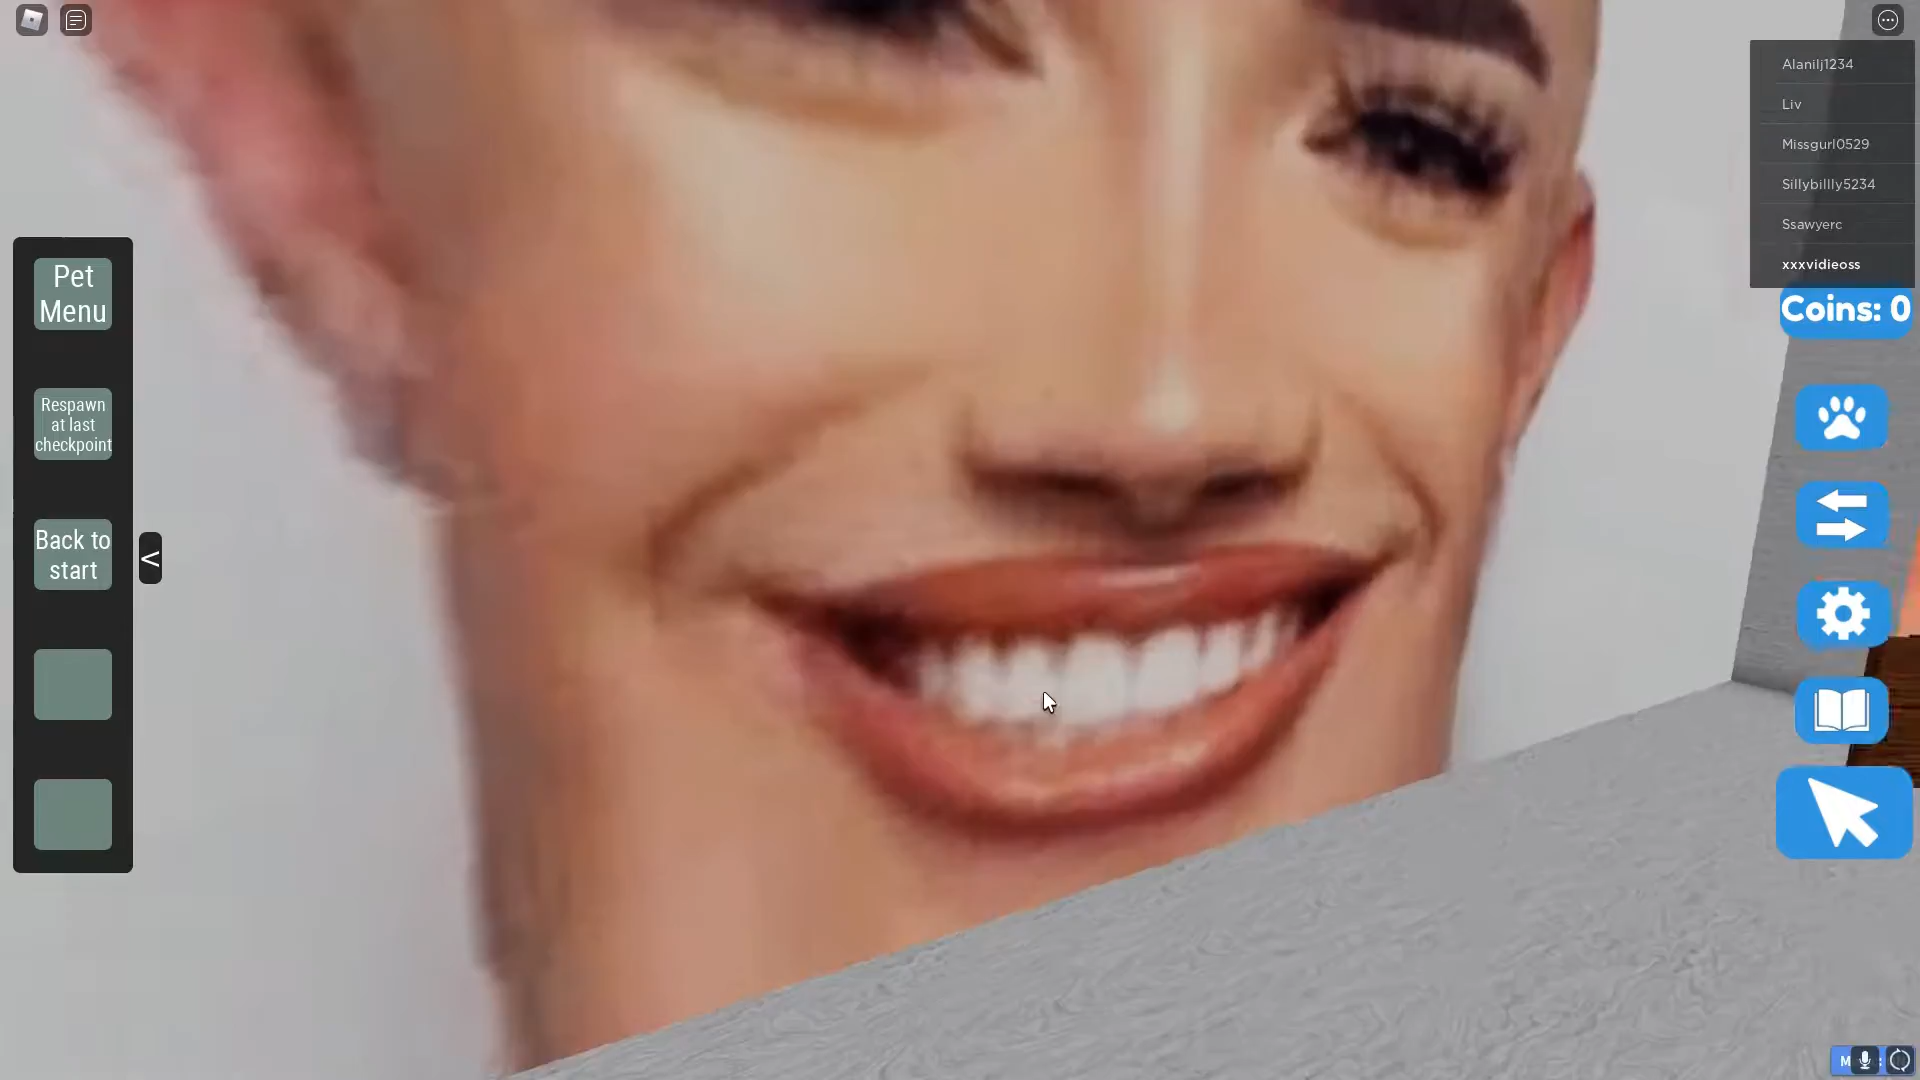 Alanilj1234
Liv
Missgurl0529
Sillybillly5234
Ssawyerc
xxxvidieoss
Coins: 0
Pet
Menu
Respawn
at last
checkpoint
Back to
start
<